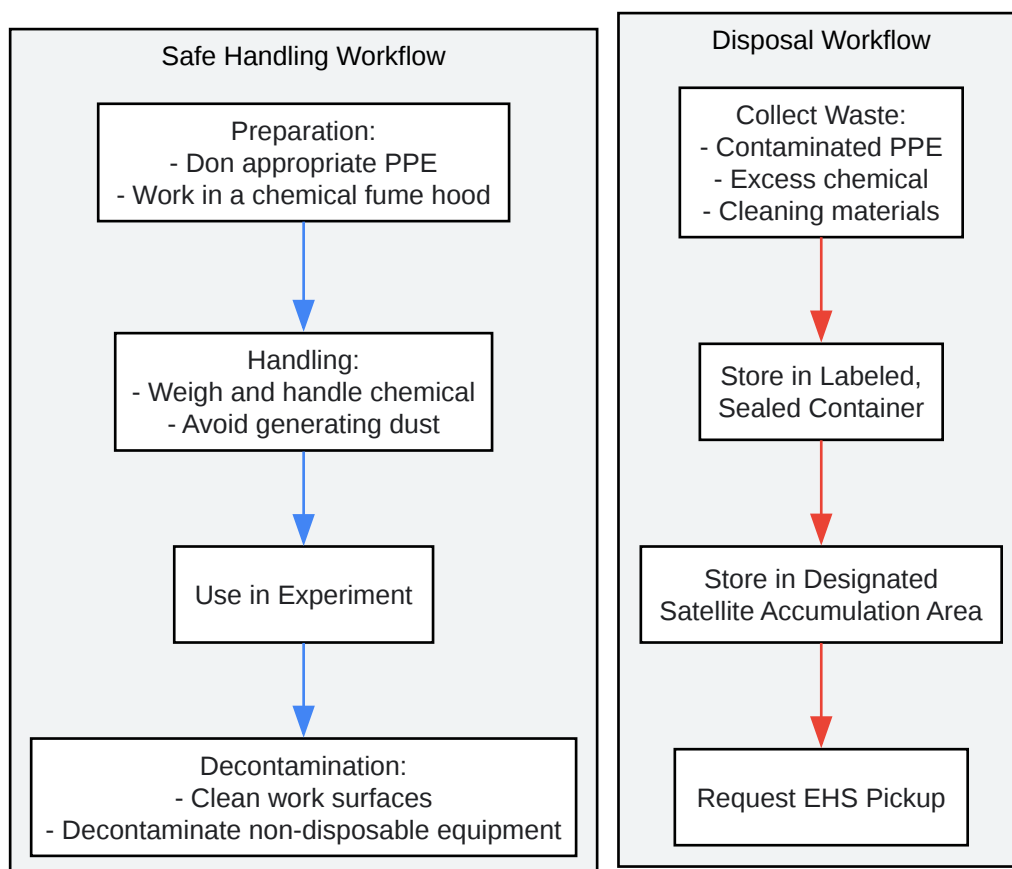 Safe Handling Workflow
Preparation:
- Don appropriate PPE
- Work in a chemical fume hood
Handling:
- Weigh and handle chemical
- Avoid generating dust
Use in Experiment
Decontamination:
- Clean work surfaces
- Decontaminate non-disposable equipment
Disposal Workflow
Collect Waste:
- Contaminated PPE
- Excess chemical
- Cleaning materials
Store in Labeled,
Sealed Container
Store in Designated
Satellite Accumulation Area
Request EHS Pickup